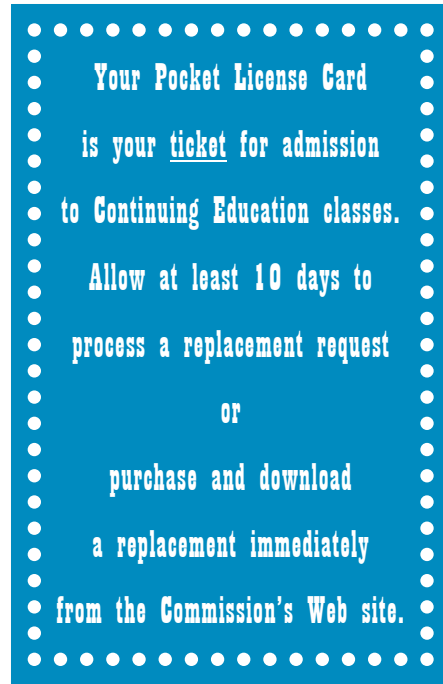 Your Pocket License Card
is your ticket for admission
to Continuing Education classes.
Allow at least 10 days to
process a replacement request
or
purchase and download
a replacement immediately
from the Commission's Web site.